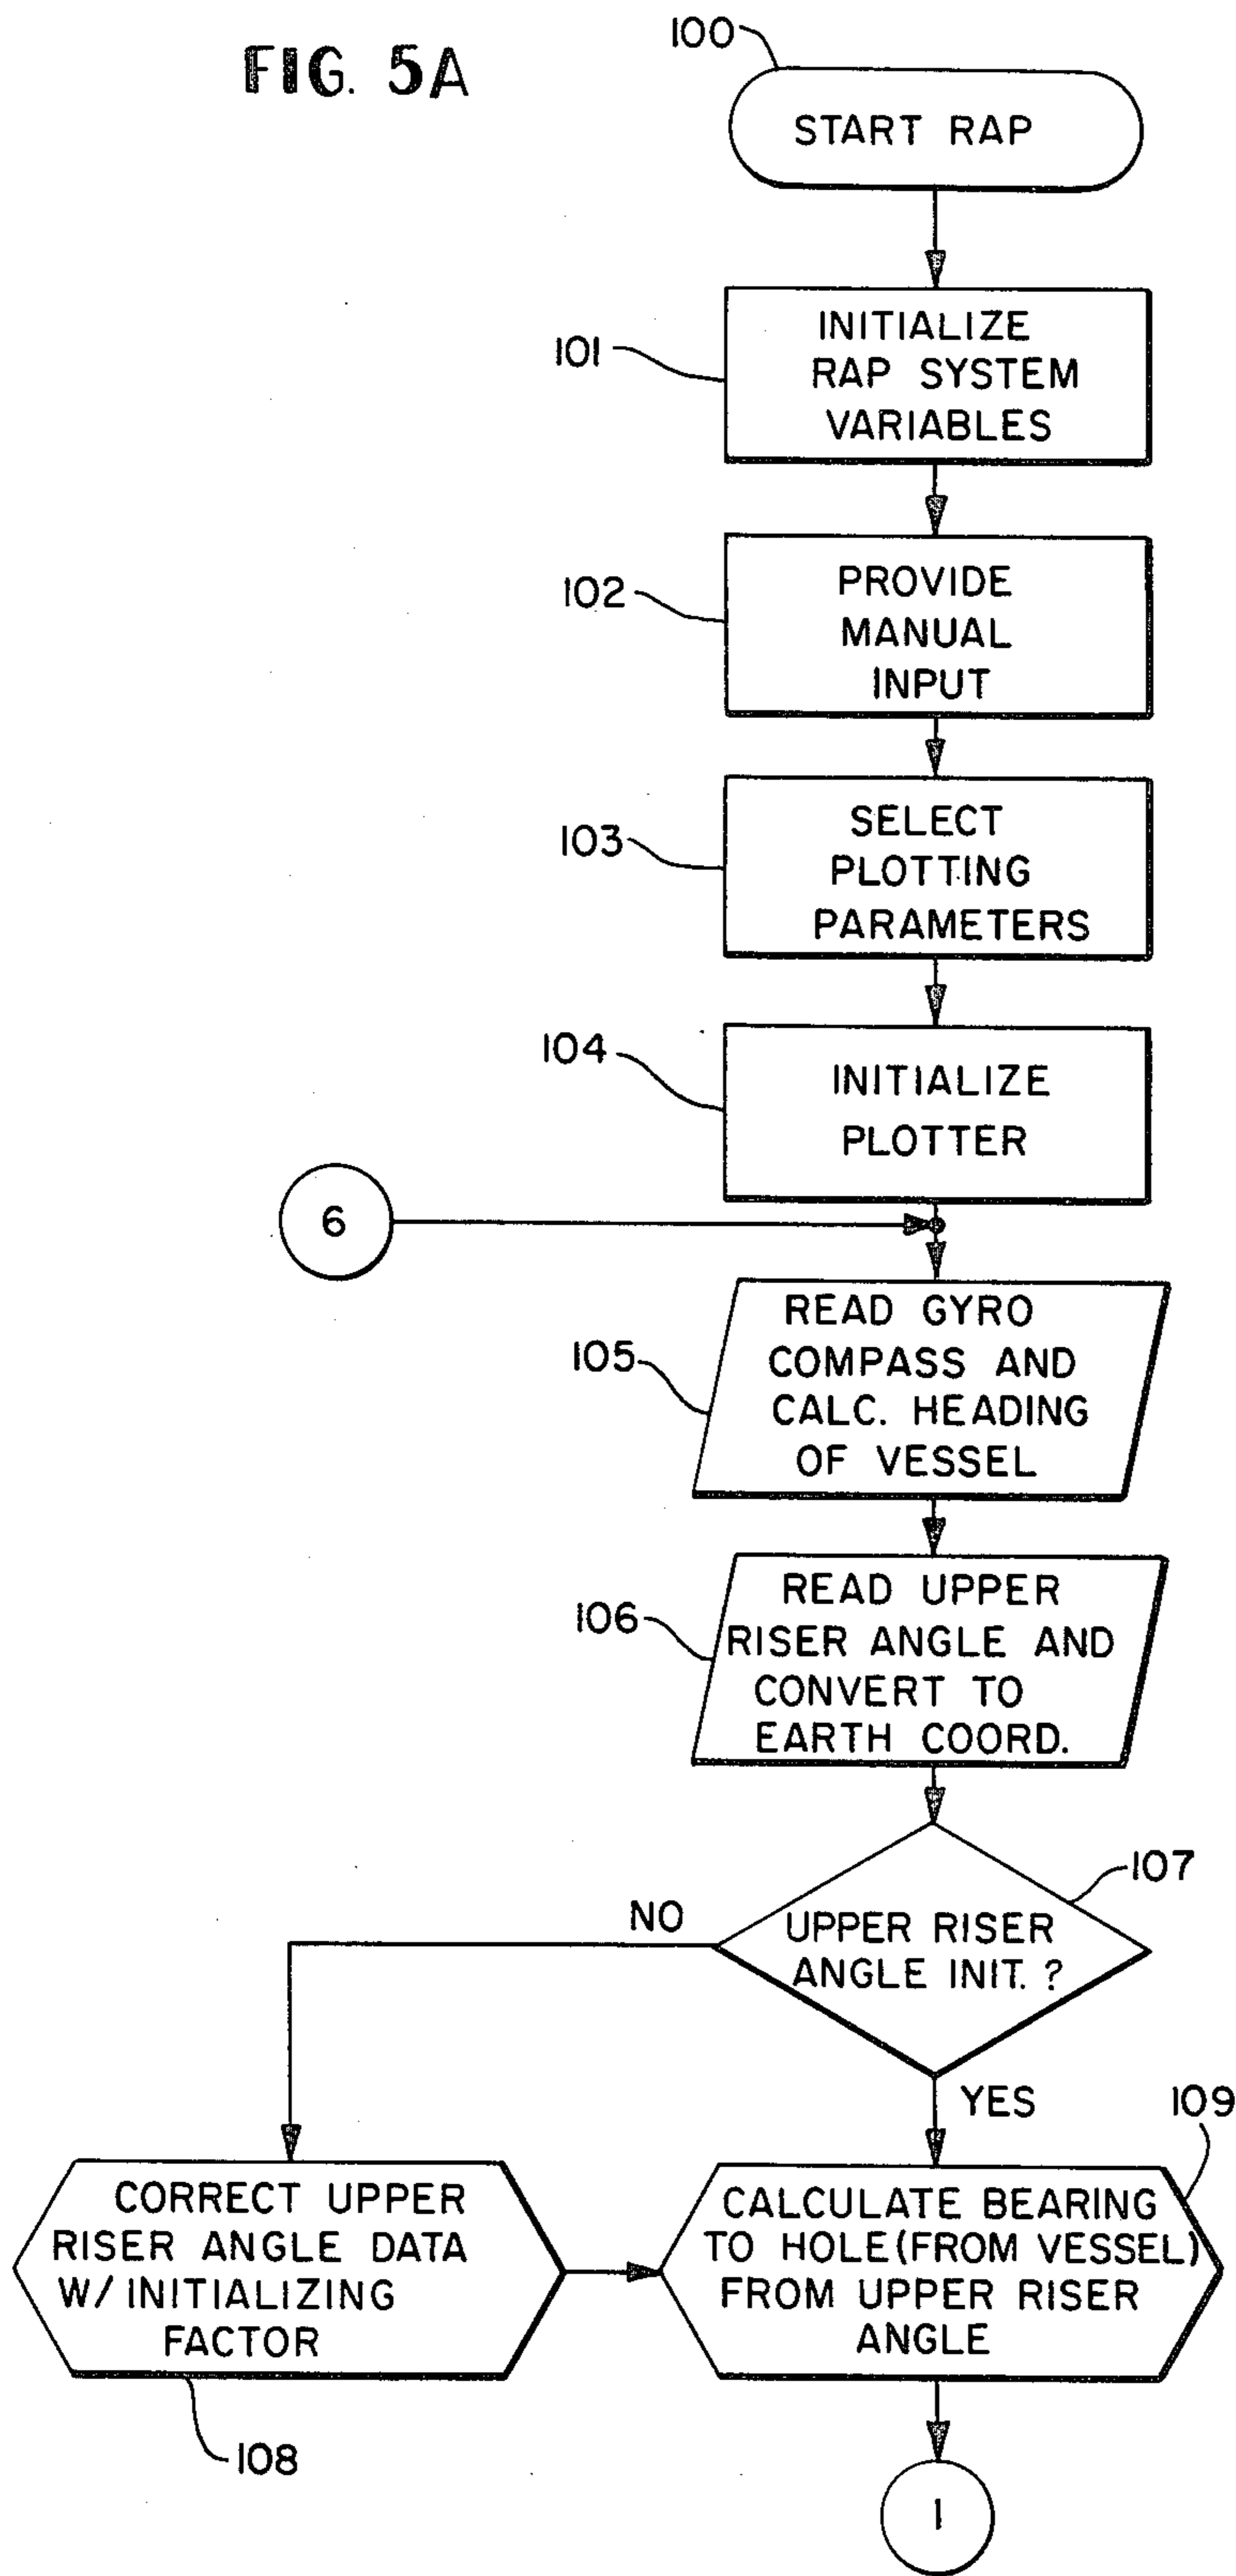 FIG. 5A
100
START RAP
101
INITIALIZE
RAP SYSTEM
VARIABLES
102
PROVIDE
MANUAL
INPUT
103
SELECT
PLOTTING
PARAMETERS
104
INITIALIZE
PLOTTER
6
105
READ GYRO
COMPASS AND
CALC. HEADING
OF VESSEL
106
READ UPPER
RISER ANGLE AND
CONVERT TO
EARTH COORD.
107
NO
UPPER RISER
ANGLE INIT. ?
YES
109
CORRECT UPPER
RISER ANGLE DATA
W/ INITIALIZING
FACTOR
108
CALCULATE BEARING
TO HOLE (FROM VESSEL)
FROM UPPER RISER
ANGLE
1